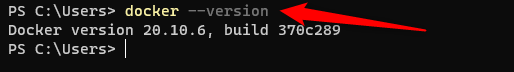 PS C:\Users> docker --version
Docker version 20.10.6, build 370c289
PS C:\Users>